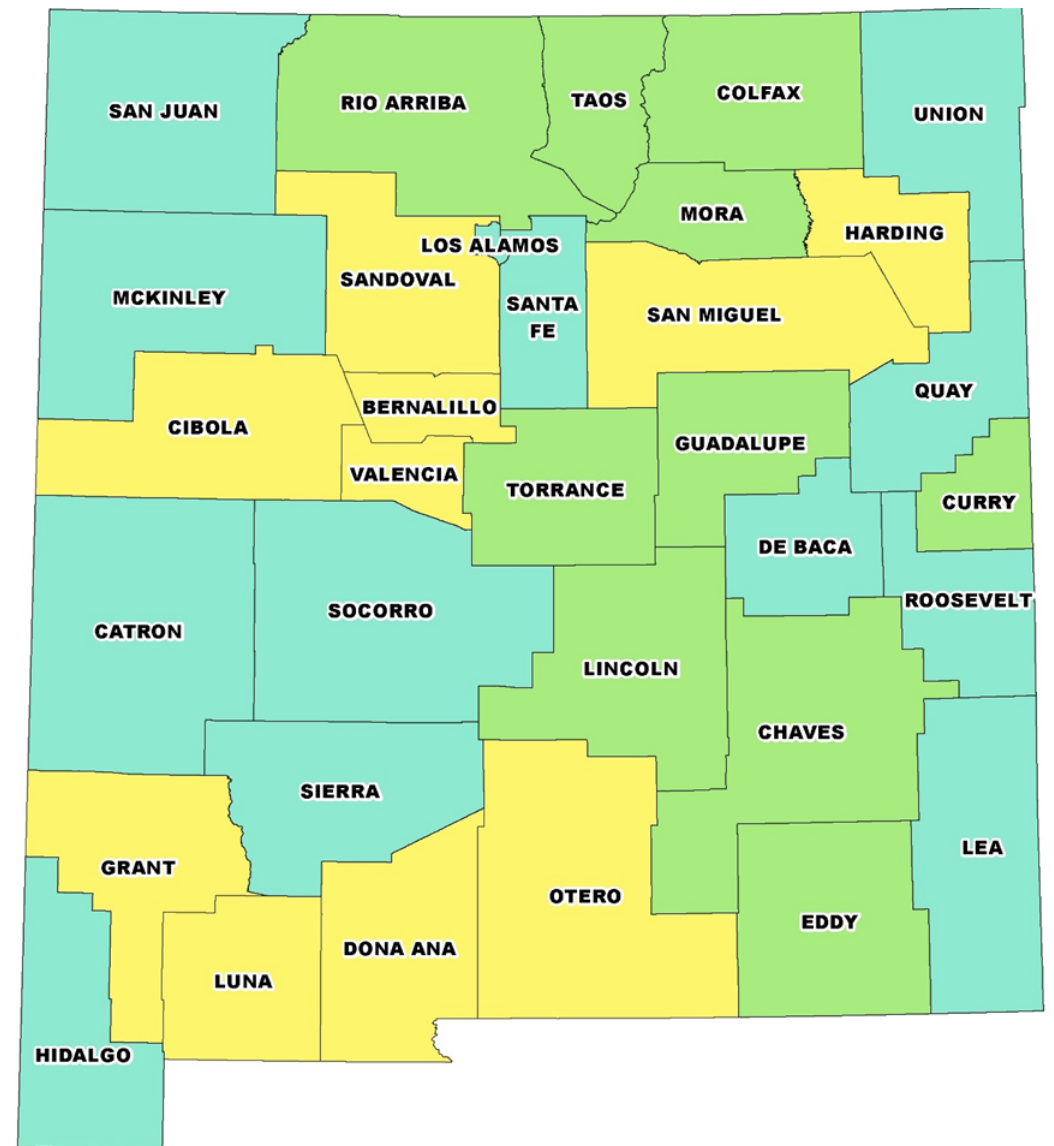 SAN JUAN
RIO ARRIBA
TAOS
COLFAX
UNION
MORA
HARDING
LOS ALAMOS
SANDOVAL
MCKINLEY
SANTA
FE
SAN MIGUEL
QUAY
BERNALILLO
CIBOLA
GUADALUPE
VALENCIA
TORRANCE
CURRY
DE BACA
ROOSEVELT
SOCORRO
CATRON
LINCOLN
CHAVES
SIERRA
LEA
GRANT
OTERO
EDDY
DONA ANA
LUNA
HIDALGO